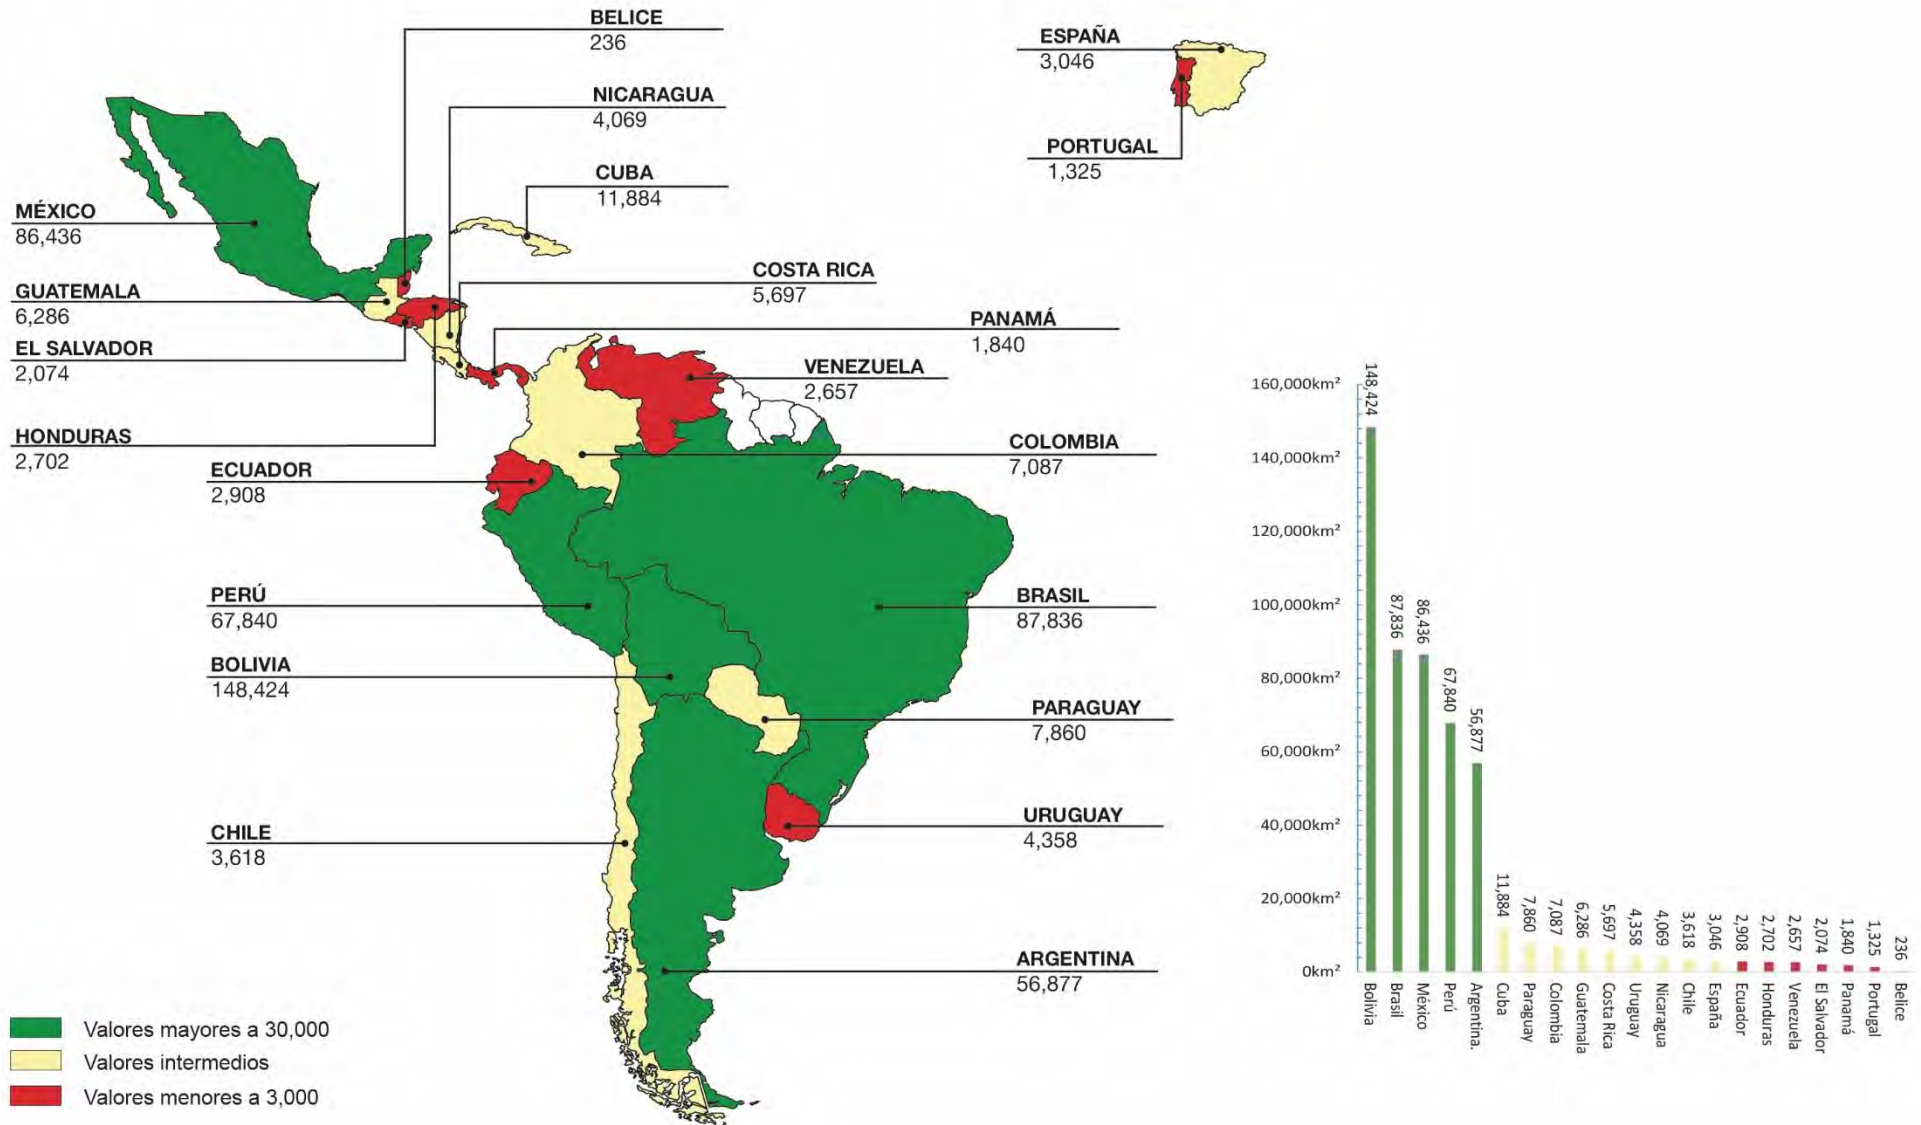 BELICE
236
NICARAGUA
4,069
CUBA
11,884
MÉXICO
86,436
GUATEMALA
6,286
EL SALVADOR
2,074
HONDURAS
2,702
COSTA RICA
5,697
PANAMÁ
1,840
VENEZUELA
2,657
COLOMBIA
7,087
ECUADOR
2,908
PERÚ
67,840
BOLIVIA
148,424
CHILE
3,618
BRASIL
87,836
PARAGUAY
7,860
URUGUAY
4,358
ARGENTINA
56,877
ESPAÑA
3,046
PORTUGAL
1,325
Valores mayores a 30,000
Valores intermedios
Valores menores a 3,000
160,000km²
140,000km²
120,000km²
100,000km²
80,000km²
60,000km²
40,000km²
20,000km²
0km²
148,424
87,836
86,436
67,840
56,877
11,884
7,860
7,087
6,286
5,697
4,358
4,069
3,618
3,046
2,908
2,702
2,657
2,074
1,840
1,325
236
Bolivia
Brasil
México
Perú
Argentina.
Cuba
Paraguay
Colombia
Guatemala
Costa Rica
Uruguay
Nicaragua
Chile
España
Ecuador
Honduras
Venezuela
El Salvador
Panamá
Portugal
Belice